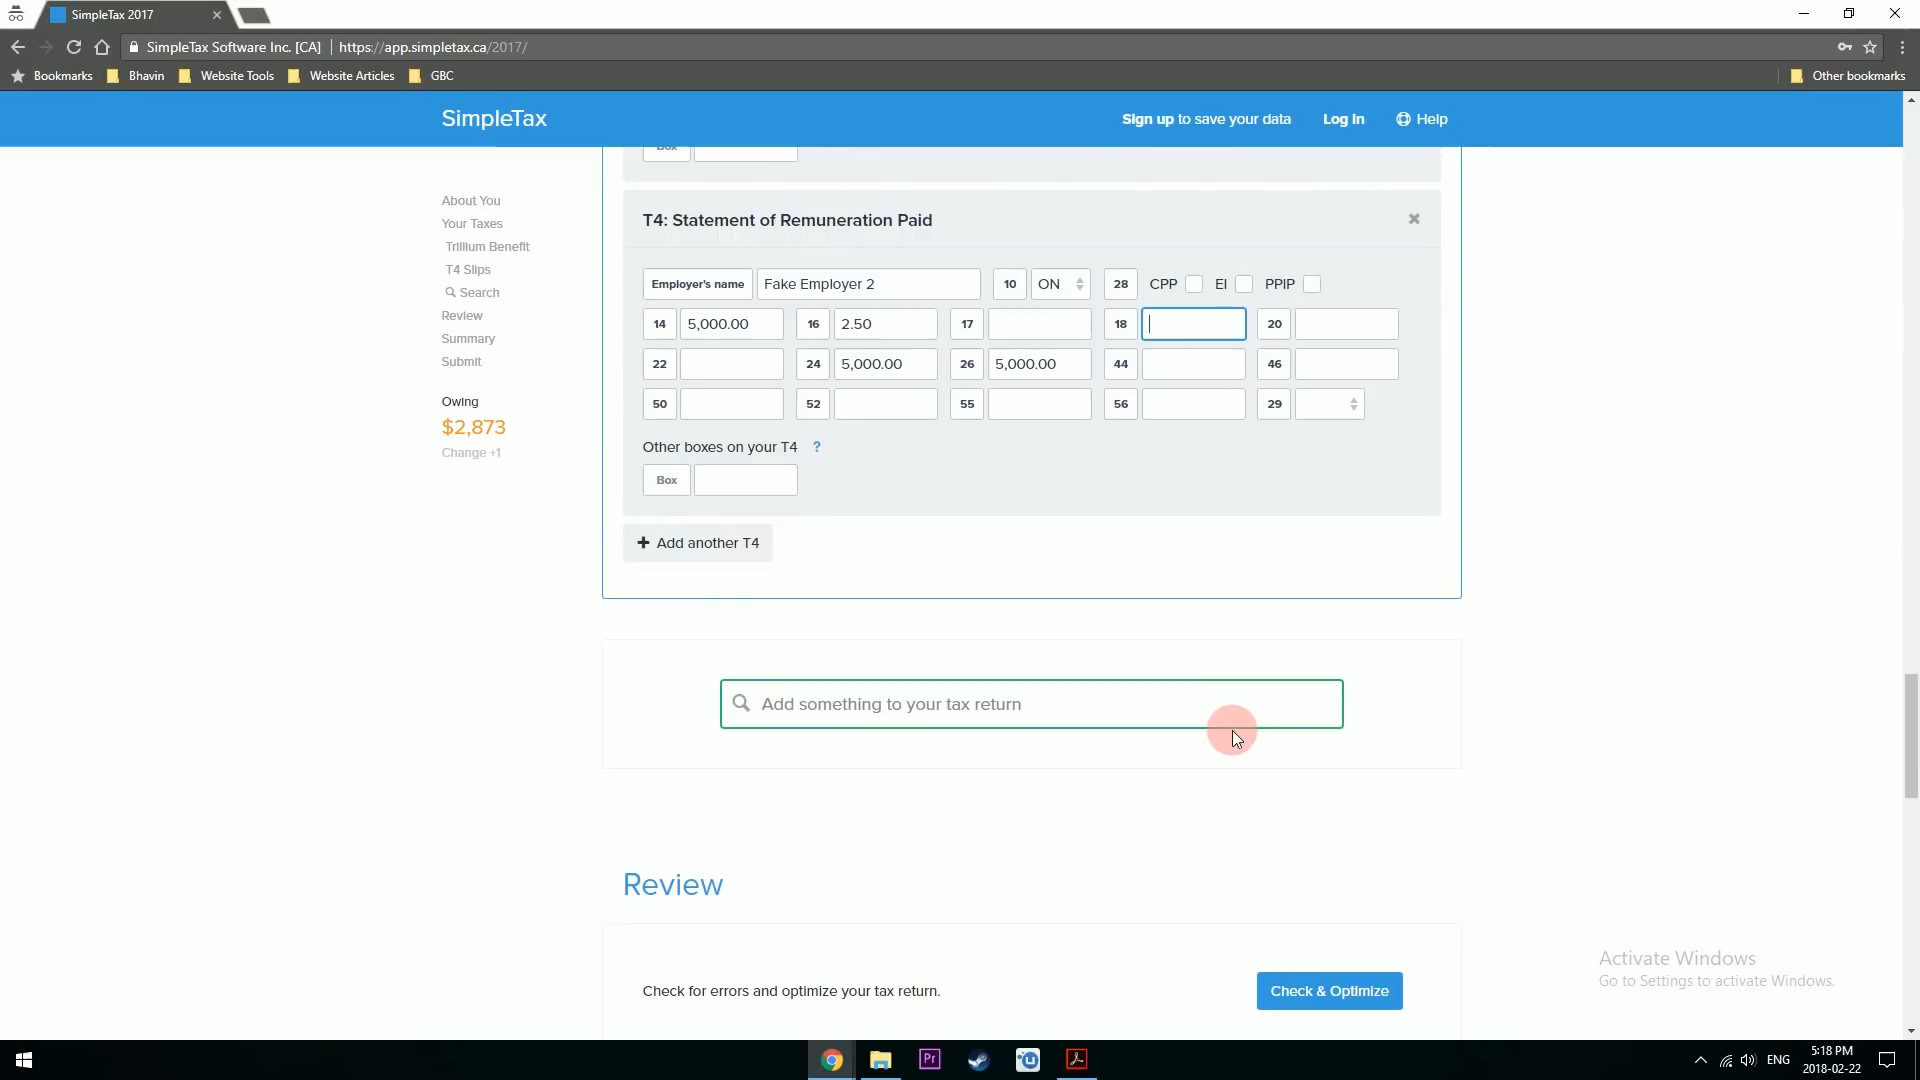 SimpleTax 2017
SimpleTax Software Inc. [CA] https://app.simpletax.ca/2017/
Bookmarks Bhavin Website Tools Website Articles GBC Other bookmarks
SimpleTax Sign up to save your data Log In Help
Box
About You
Your Taxes
Trillium Benefit
T4 Slips
Search
Review
Summary
Submit
Owing
$2,873
Change +1
T4: Statement of Remuneration Paid
Employer's name Fake Employer 2 10 ON 28 CPP EI PPIP
14 5,000.00 16 2.50 17 18 20
22 24 5,000.00 26 5,000.00 44 46
50 52 55 56 29
Other boxes on your T4 ?
Box
+ Add another T4
Add something to your tax return
Review
Check for errors and optimize your tax return. Check & Optimize
Activate Windows
Go to Settings to activate Windows.
Pr
ENG
5:18 PM
2018-02-22